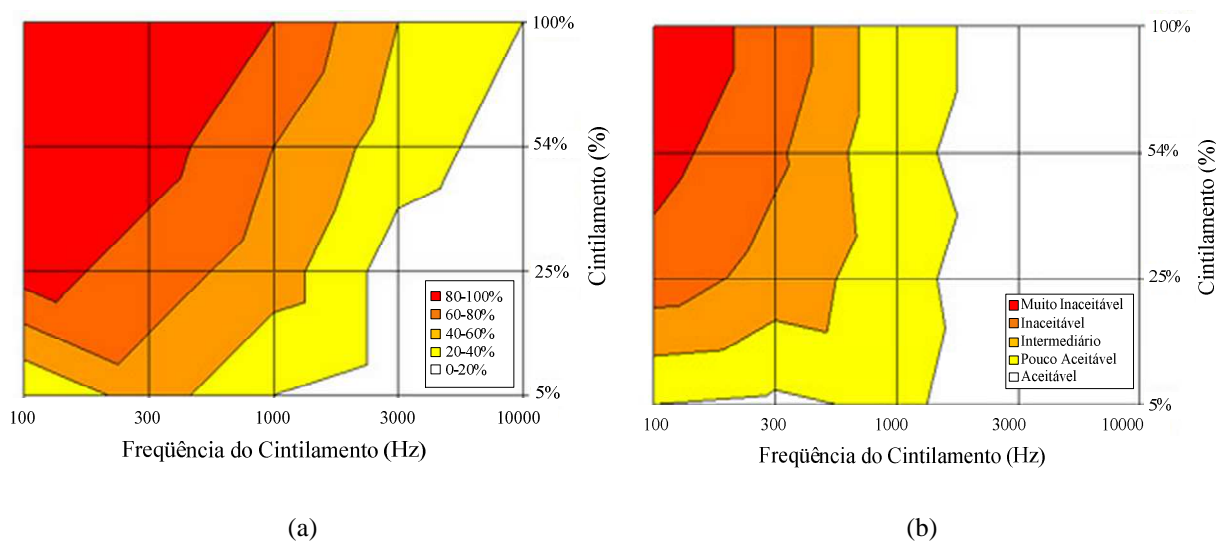 100%
54%
25%
5%
Cintilamento (%)
80-100%
60-80%
40-60%
20-40%
0-20%
100
300
1000
3000
10000
Freqüência do Cintilamento (Hz)
(a)
100%
54%
25%
5%
Cintilamento (%)
Muito Inaceitável
Inaceitável
Intermediário
Pouco Aceitável
Aceitável
100
300
1000
3000
10000
Freqüência do Cintilamento (Hz)
(b)